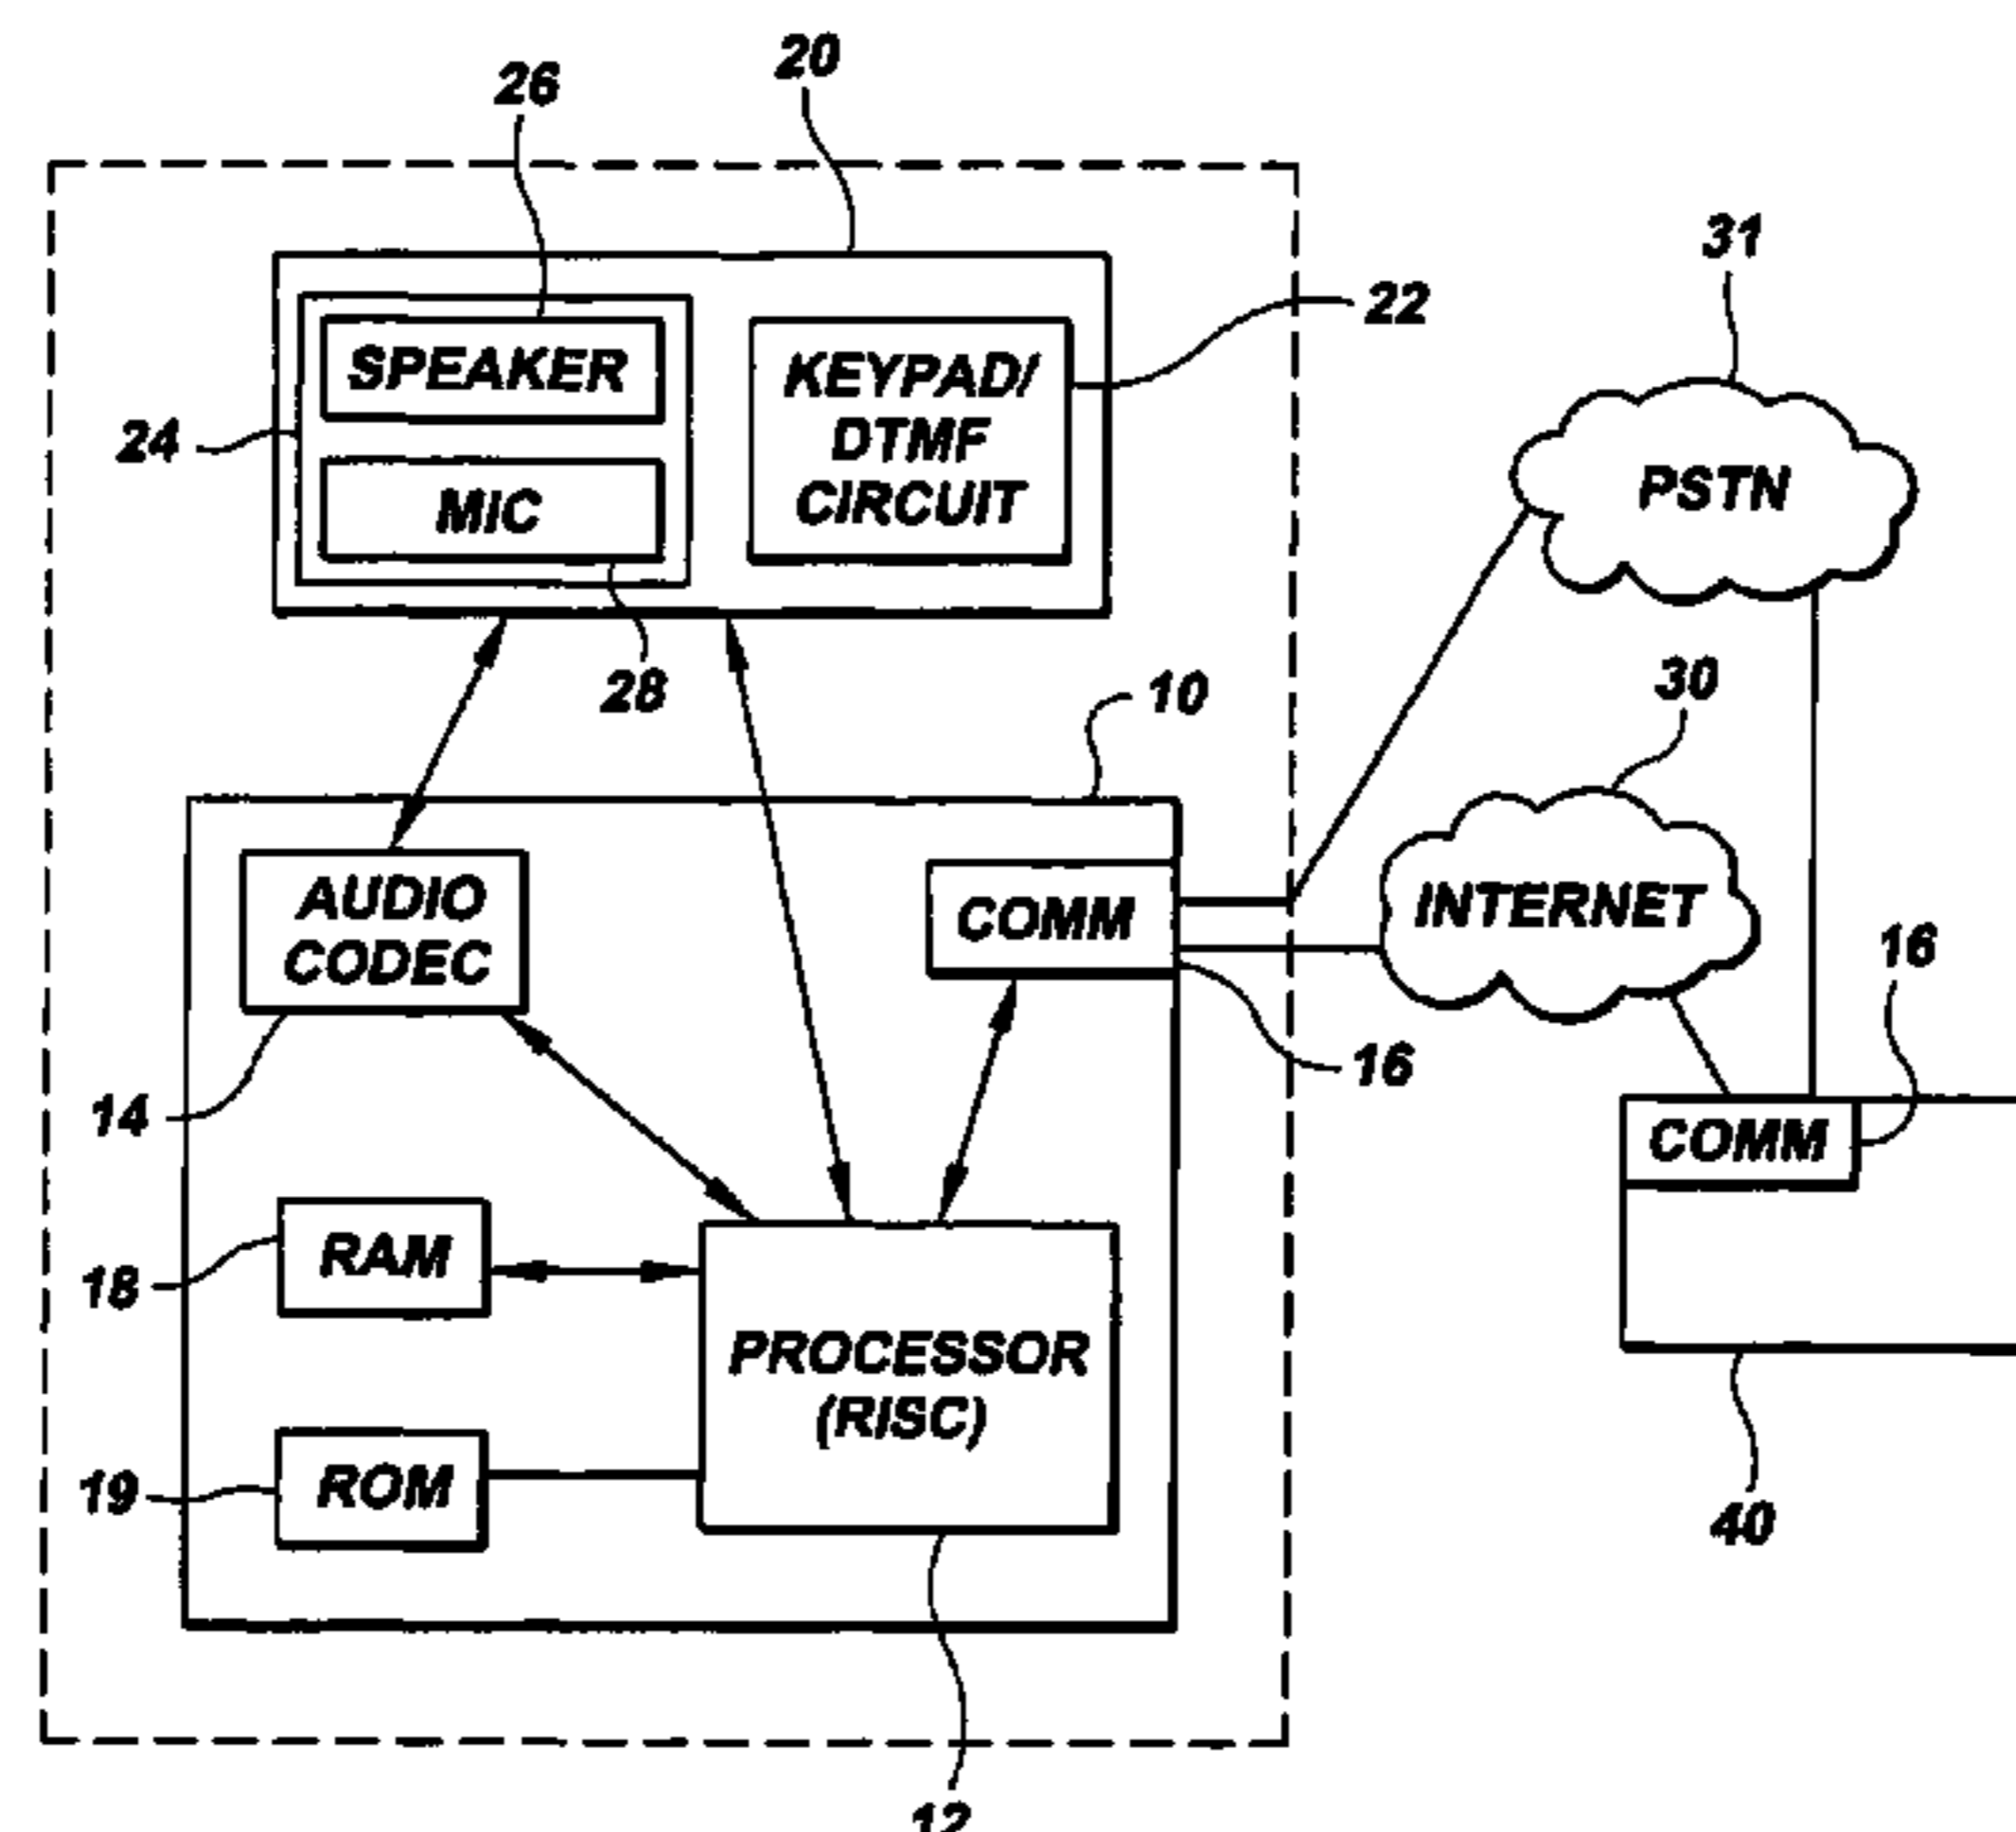 20
26
31
22
SPEAKER
KEYPAD/
DTMF
CIRCUIT
24
MIC
PSTN
28
10
30
AUDIO
CODEC
COMM
INTERNET
16
16
14
COMM
18
RAM
PROCESSOR
(RISC)
19
ROM
40
12